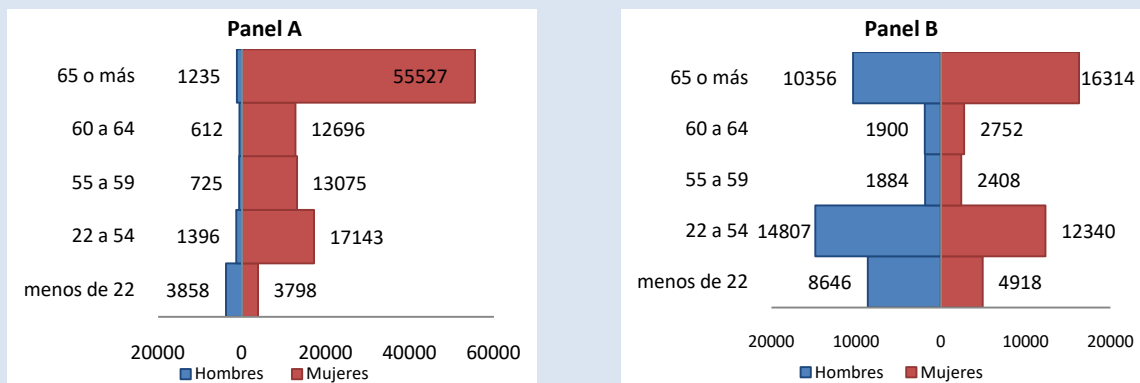 Panel A
65 o más 1235 55527
60 a 64 612 12696
55 a 59 725 13075
22 a 54 1396 17143
menos de 22 3858 3798
20000 0 20000 40000 60000
Hombres Mujeres
Panel B
65 o más 10356 16314
60 a 64 1900 2752
55 a 59 1884 2408
22 a 54 14807 12340
menos de 22 8646 4918
20000 10000 0 10000 20000
Hombres Mujeres